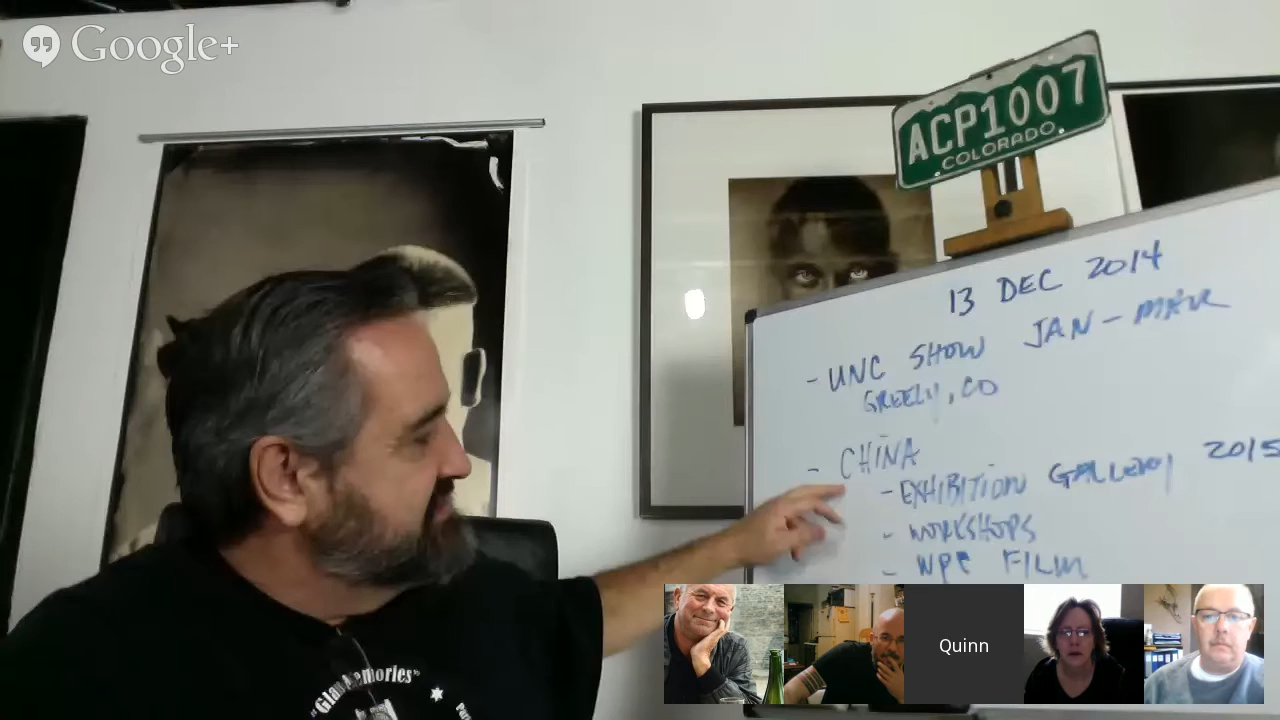 Google+
ACP1007
COLORADO
13 DEC 2014
- UNC SHOW JAN - MAR
GREELY, CO
- CHINA
- EXHIBITION GALLERY 2015
- WORKSHOPS
- WPC FILM
Quinn